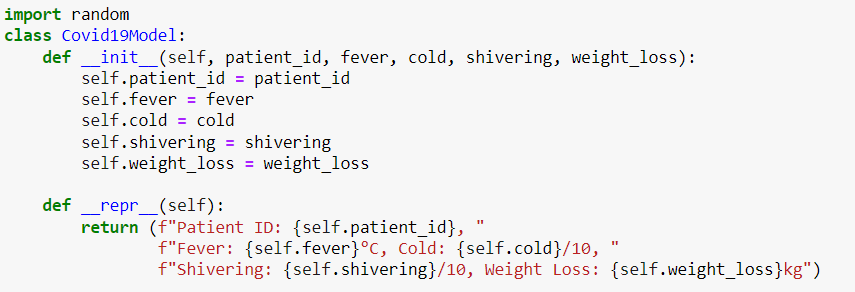 import random
class Covid19Model:
    def __init__(self, patient_id, fever, cold, shivering, weight_loss):
        self.patient_id = patient_id
        self.fever = fever
        self.cold = cold
        self.shivering = shivering
        self.weight_loss = weight_loss

    def __repr__(self):
        return (f"Patient ID: {self.patient_id}, "
                f"Fever: {self.fever}°C, Cold: {self.cold}/10, "
                f"Shivering: {self.shivering}/10, Weight Loss: {self.weight_loss}kg")